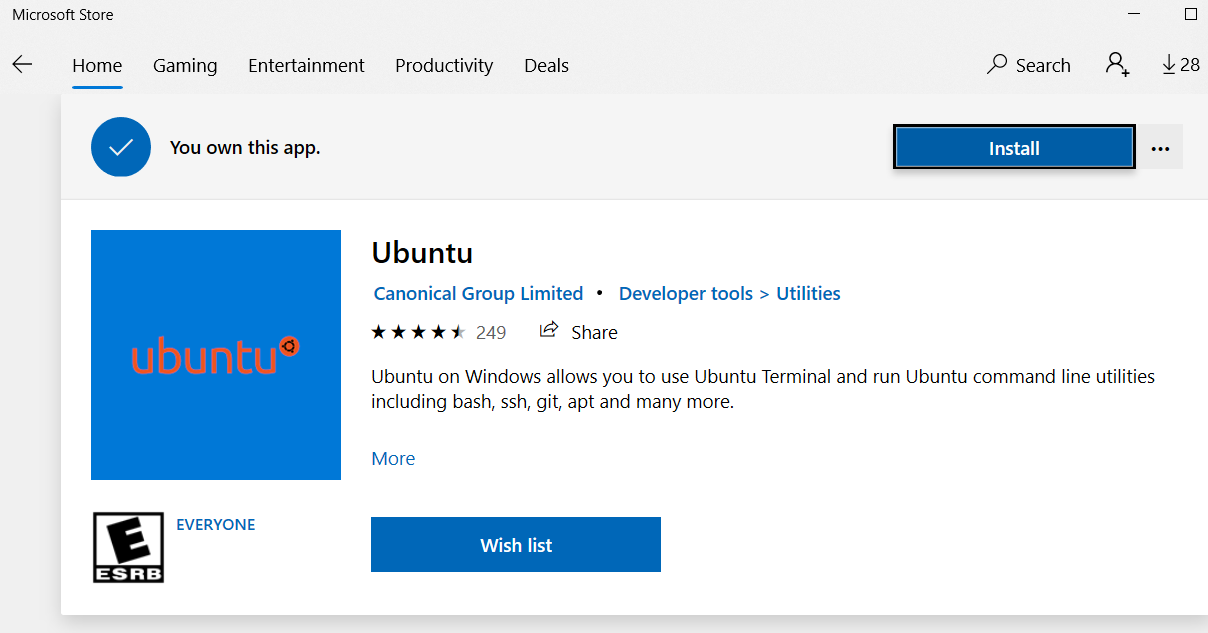 Microsoft Store
Home Gaming Entertainment Productivity Deals Search 28
You own this app. Install
Ubuntu
Canonical Group Limited • Developer tools > Utilities
249 Share
Ubuntu on Windows allows you to use Ubuntu Terminal and run Ubuntu command line utilities
including bash, ssh, git, apt and many more.
ubuntu
More
E
ESRB
EVERYONE
Wish list